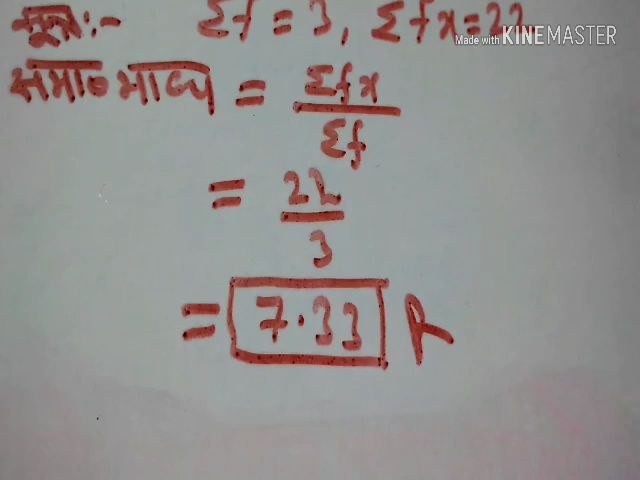 सूत्र:- Σf = 3, Σfx = 22
Made with KINEMASTER
समान्तर माध्य = Σfx / Σf
= 22 / 3
= 7.33 R